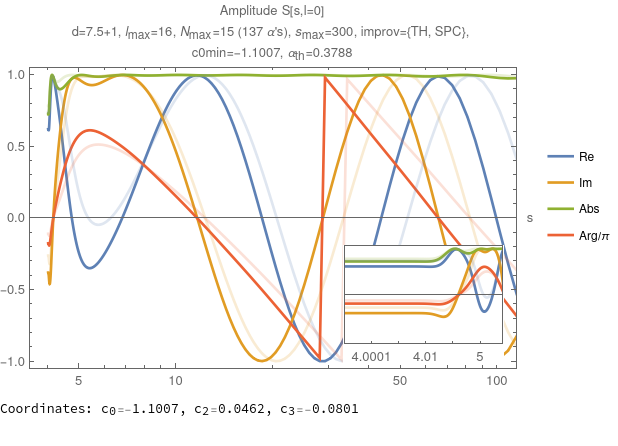 Amplitude S[s,l=0]
d=7.5+1, lmax=16, Nmax=15 (137 α's), smax=300, improv={TH, SPC},
c0min=−1.1007, αth=0.3788
1.0
0.5
0.0
−0.5
−1.0
5
10
50
100
s
Re
Im
Abs
Arg/π
4.0001
4.01
5
Coordinates: c0=−1.1007, c2=0.0462, c3=−0.0801